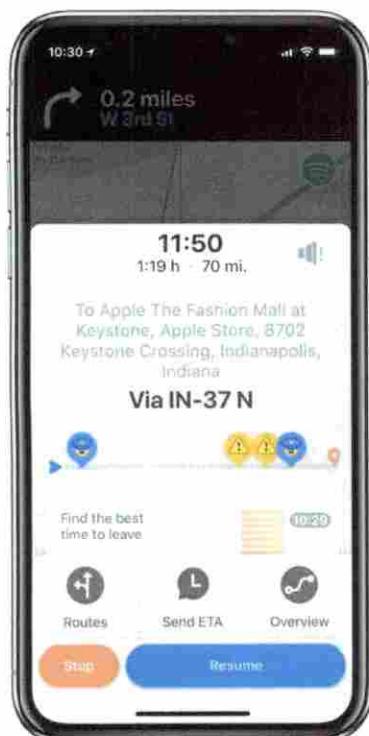 10:30
0.2 miles
W 3rd St
11:50
1:19 h · 70 mi.
To Apple The Fashion Mall at
Keystone, Apple Store, 8702
Keystone Crossing, Indianapolis,
Indiana
Via IN-37 N
Find the best
time to leave
10:20
Routes
Send ETA
Overview
Stop
Resume